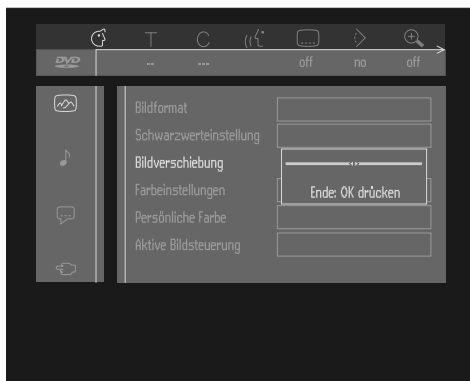 T C
DVD -- --- off no off
Bildformat
Schwarzwerteinstellung
Bildverschiebung
Farbeinstellungen
Ende: OK drücken
Persönliche Farbe
Aktive Bildsteuerung